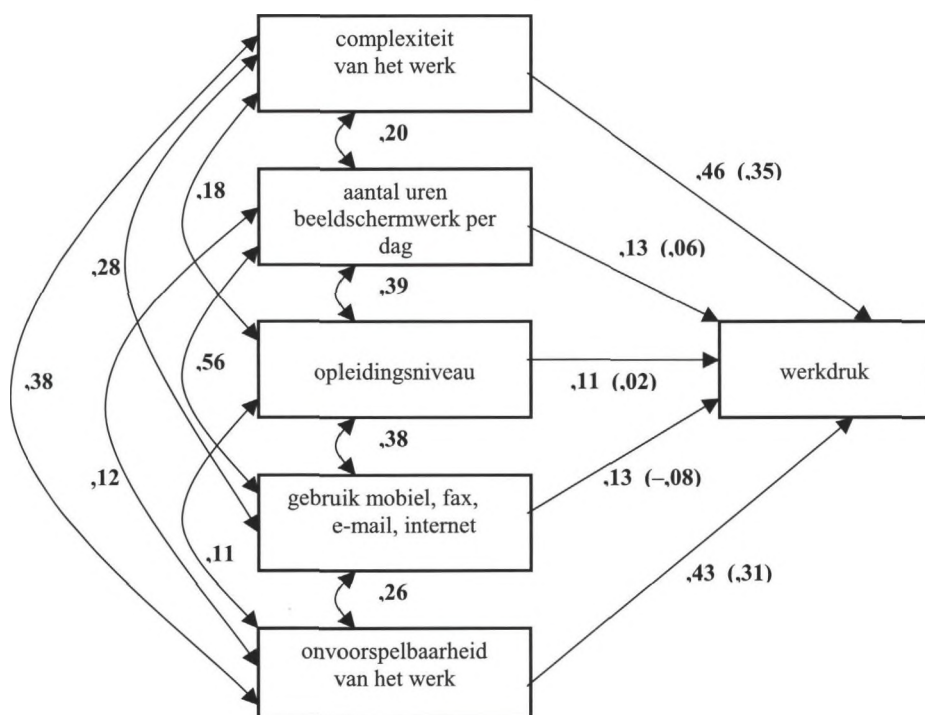 complexiteit
van het werk
,20
,46 (,35)
,18
aantal uren
beeldschermwerk per
dag
,13 (,06)
,28
,39
,56
,38
opleidingsniveau
,11 (,02)
werkdruk
,38
,12
gebruik mobiel, fax,
e-mail, internet
,13 (–,08)
,11
,26
,43 (,31)
onvoorspelbaarheid
van het werk